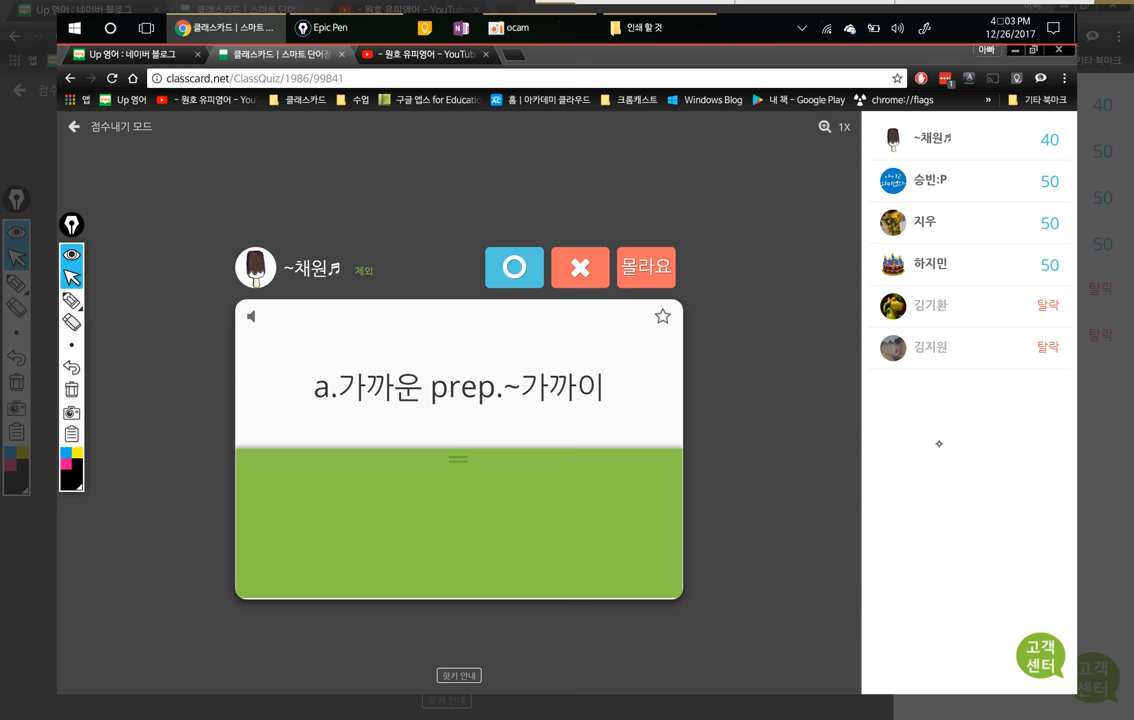 클래스카드 | 스마트 ...
Epic Pen
ocam
인쇄 할 것
4□03 PM
12/26/2017
Up 영어 : 네이버 블로그
클래스카드 | 스마트 단어장
– 원호 유피영어 – YouTub
아빠
classcard.net/ClassQuiz/1986/99841
앱
Up 영어
– 원호 유피영어 – You
클래스카드
수업
구글 앱스 for Educatio
홈 | 아카데미 클라우드
크롬캐스트
Windows Blog
내 책 – Google Play
chrome://flags
»
기타 북마크
점수내기 모드
1X
~채원♬ 40
승빈:P 50
지우 50
하지민 50
김기환 탈락
김지원 탈락
~채원♬ 제외
몰라요
a.가까운 prep.~가까이
고객
센터
핫키 안내